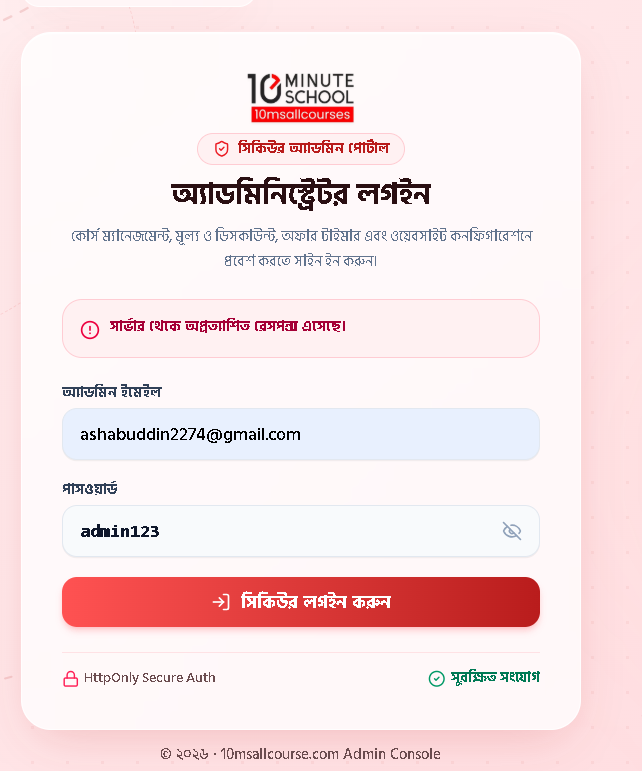 10 MINUTE SCHOOL
10msallcourses
সিকিউর অ্যাডমিন পোর্টাল
অ্যাডমিনিস্ট্রেটর লগইন
কোর্স ম্যানেজমেন্ট, মূল্য ও ডিসকাউন্ট, অফার টাইমার এবং ওয়েবসাইট কনফিগারেশনে
প্রবেশ করতে সাইন ইন করুন।
সার্ভার থেকে অপ্রত্যাশিত রেসপন্স এসেছে।
অ্যাডমিন ইমেইল
ashabuddin2274@gmail.com
পাসওয়ার্ড
admin123
সিকিউর লগইন করুন
HttpOnly Secure Auth
সুরক্ষিত সংযোগ
© ২০২৬ · 10msallcourse.com Admin Console